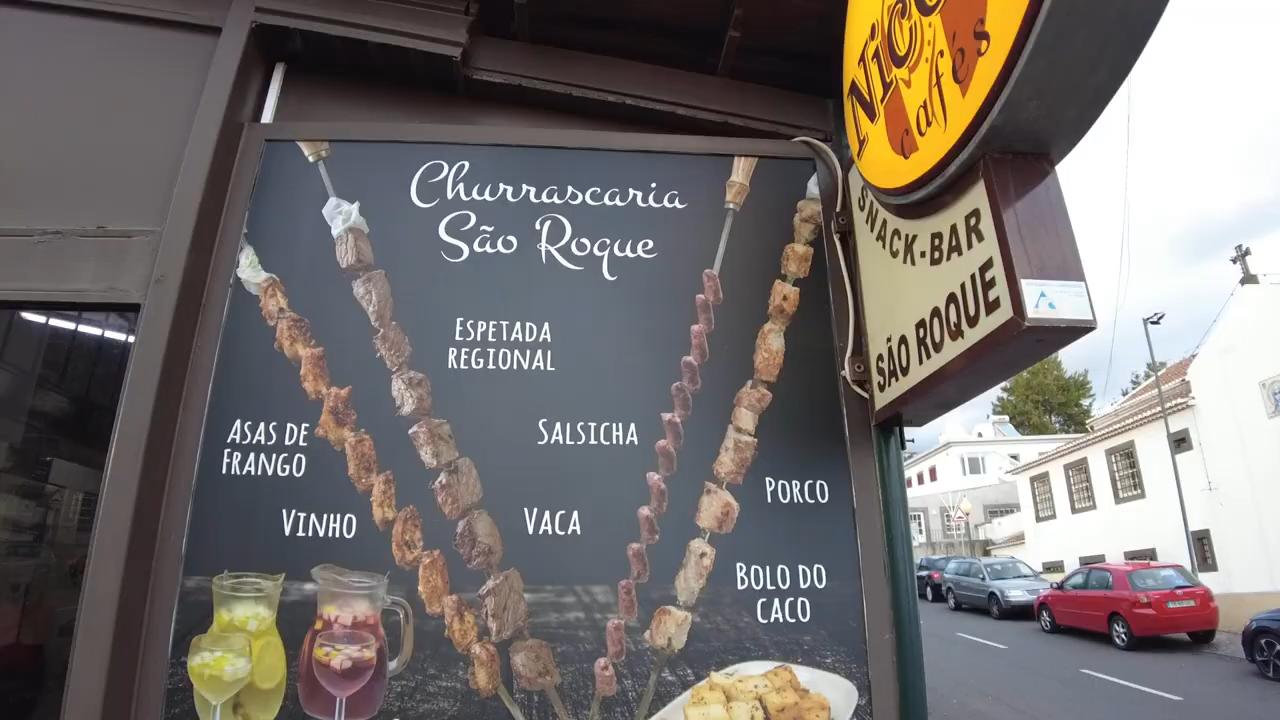 Churrascaria
São Roque
ESPETADA
REGIONAL
ASAS DE
FRANGO
SALSICHA
VINHO
VACA
PORCO
BOLO DO
CACO
cafés
SNACK-BAR
SÃO ROQUE